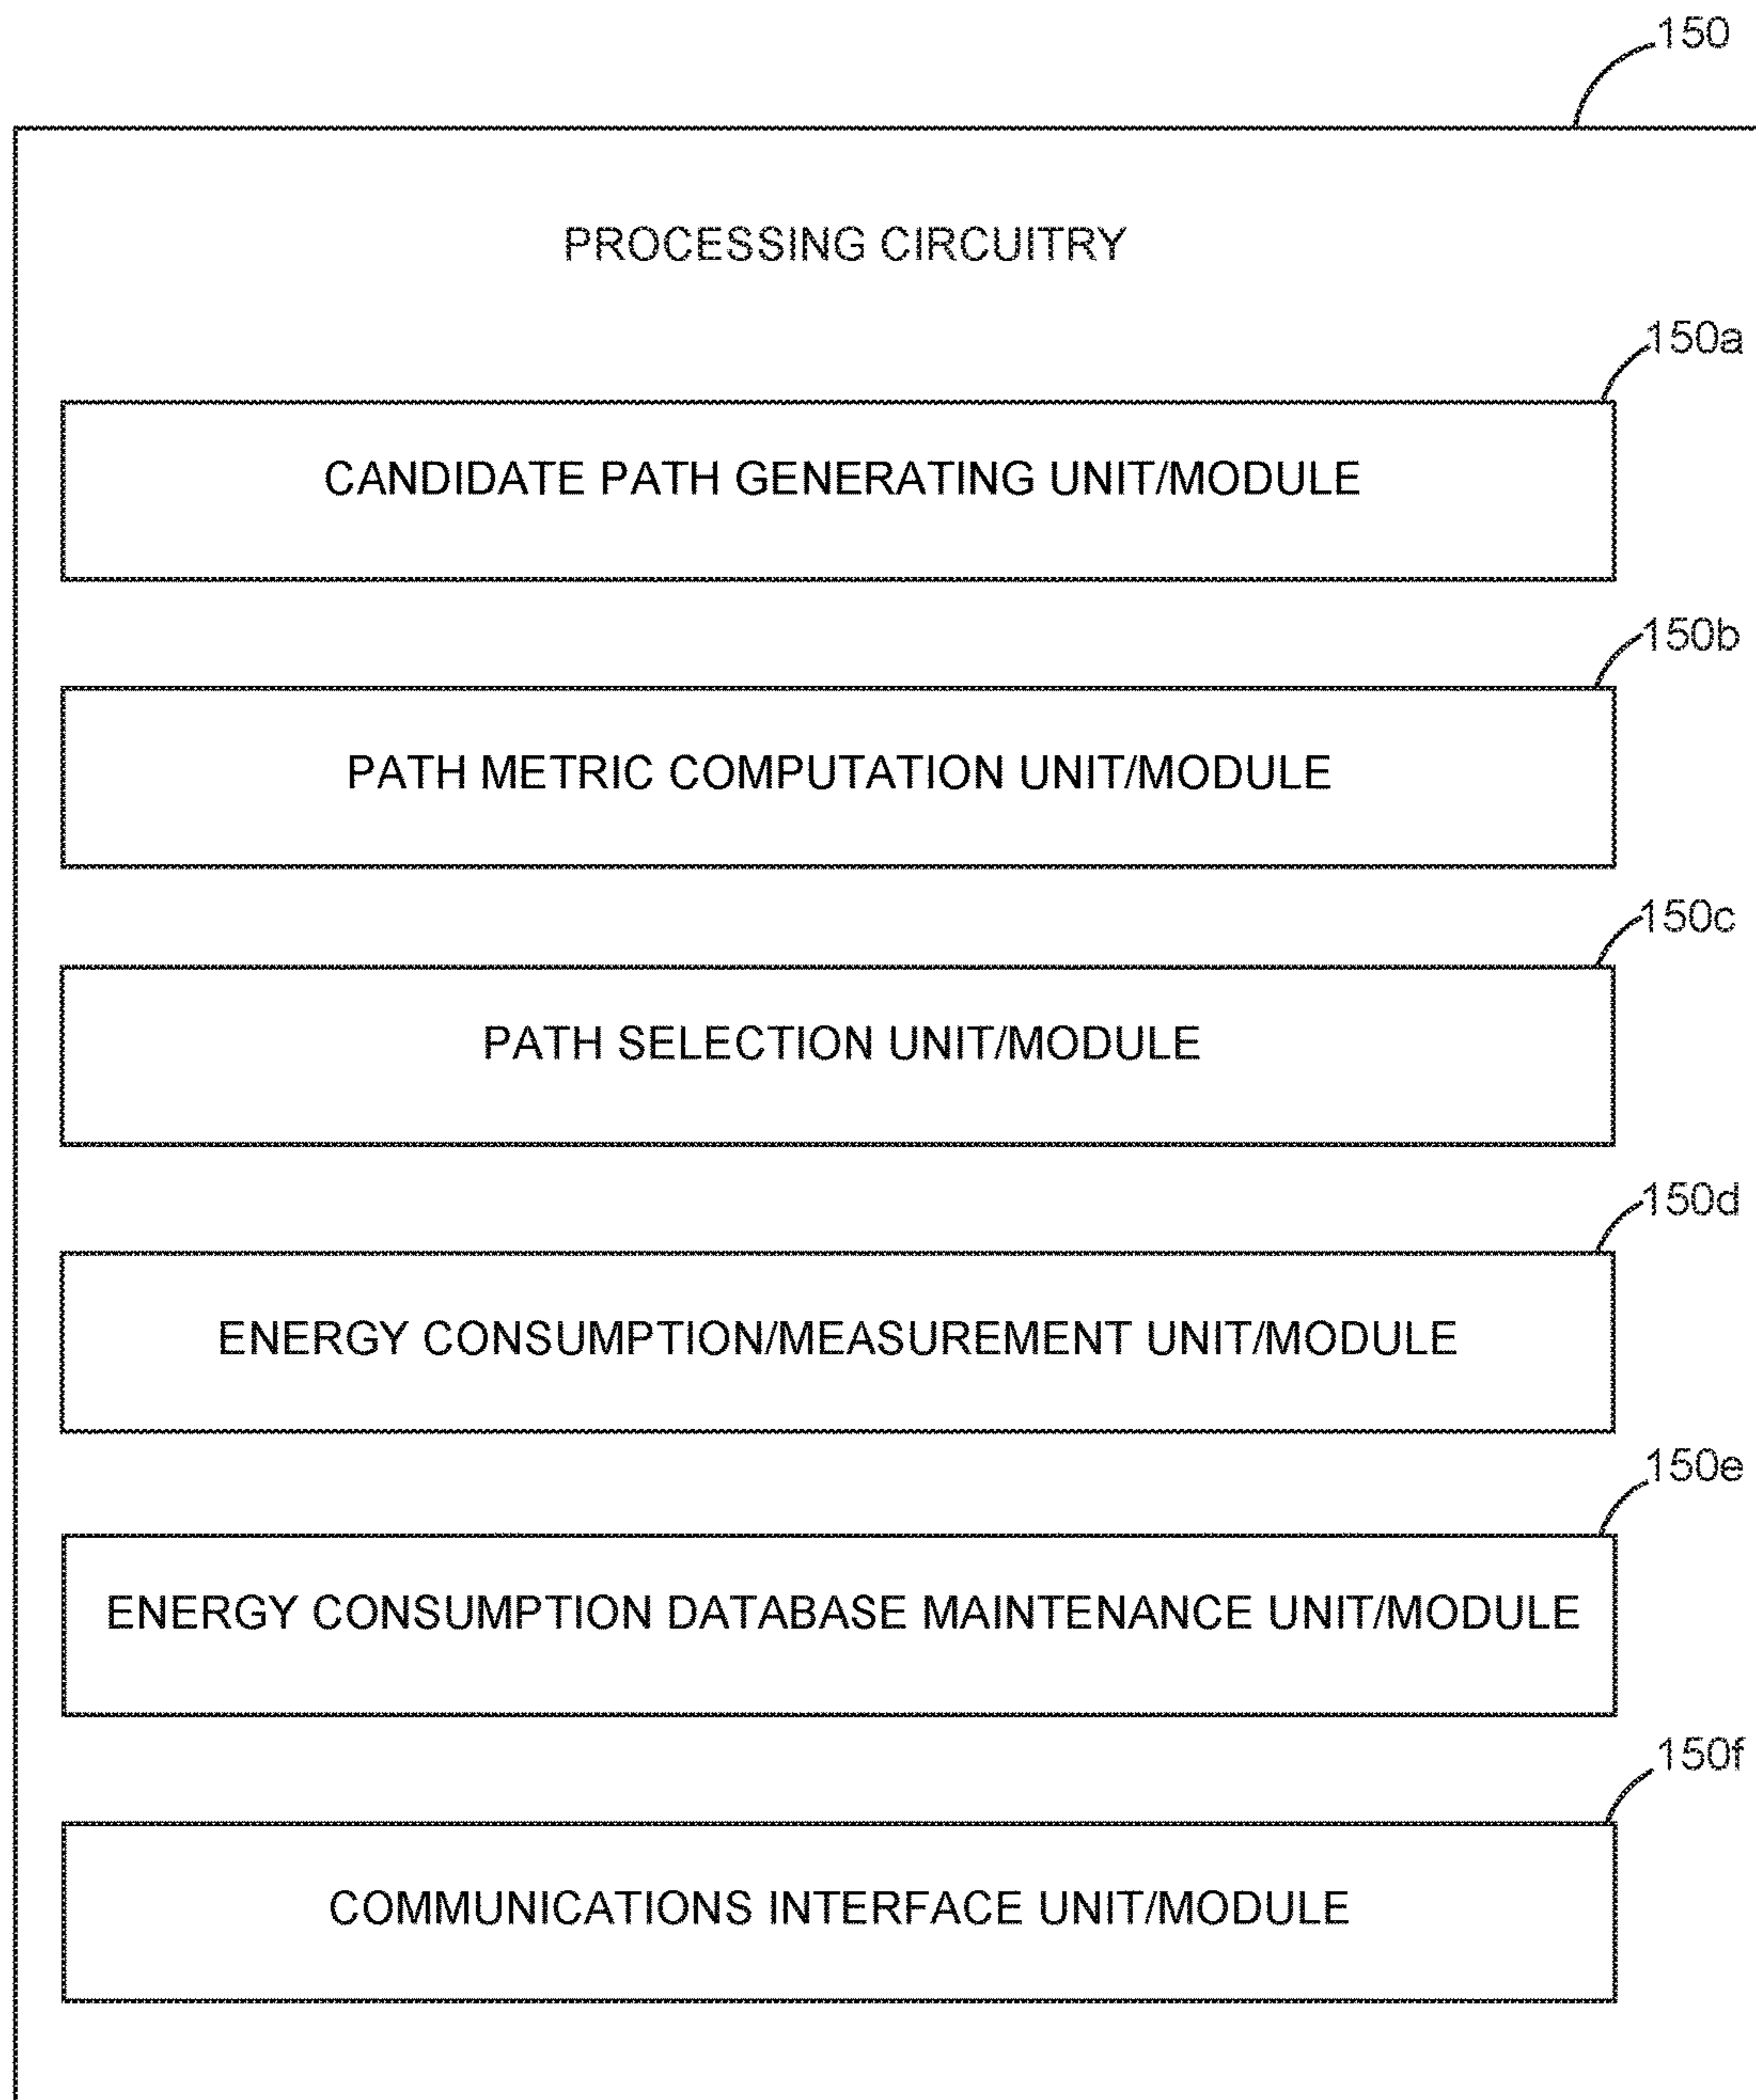 150
PROCESSING CIRCUITRY
150a
CANDIDATE PATH GENERATING UNIT/MODULE
150b
PATH METRIC COMPUTATION UNIT/MODULE
150c
PATH SELECTION UNIT/MODULE
150d
ENERGY CONSUMPTION/MEASUREMENT UNIT/MODULE
150e
ENERGY CONSUMPTION DATABASE MAINTENANCE UNIT/MODULE
150f
COMMUNICATIONS INTERFACE UNIT/MODULE